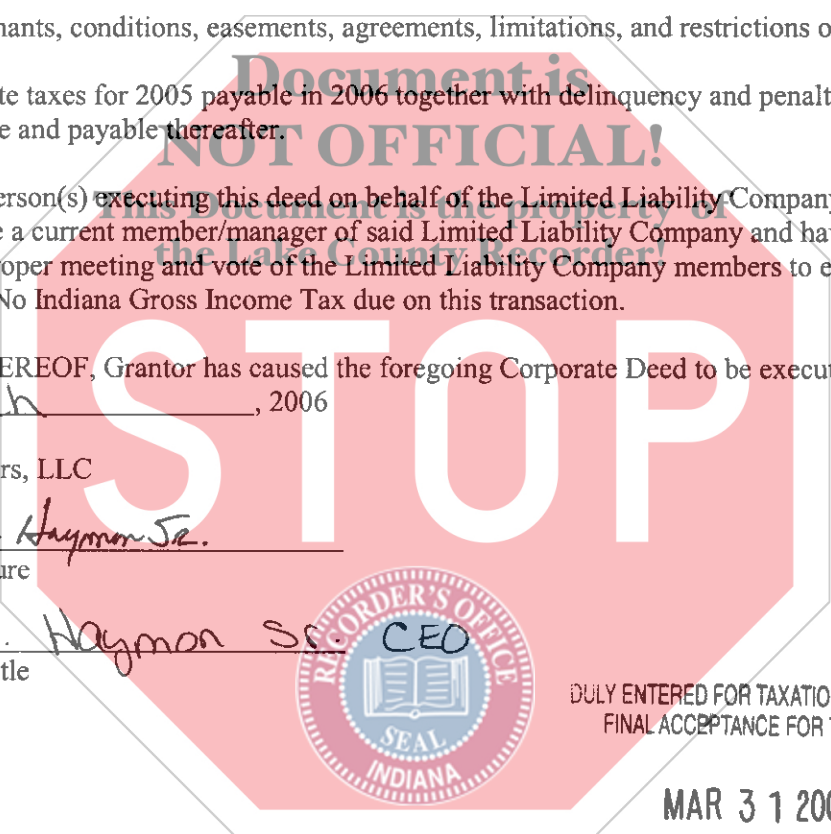 nants, conditions, easements, agreements, limitations, and restrictions o
Document is
te taxes for 2005 payable in 2006 together with delinquency and penalt
e and payable thereafter.
NOT OFFICIAL!
erson(s) executing this deed on behalf of the Limited Liability Company
This Document is the property of
e a current member/manager of said Limited Liability Company and ha
the Lake County Recorder!
oper meeting and vote of the Limited Liability Company members to e
No Indiana Gross Income Tax due on this transaction.
STOP
EREOF, Grantor has caused the foregoing Corporate Deed to be execut
h, 2006
rs, LLC
. Haymon Jr.
ure
. Haymon Sr. CEO
tle
RECORDER'S OFFICE
SEAL
INDIANA
DULY ENTERED FOR TAXATIO
FINAL ACCEPTANCE FOR T
MAR 3 1 200